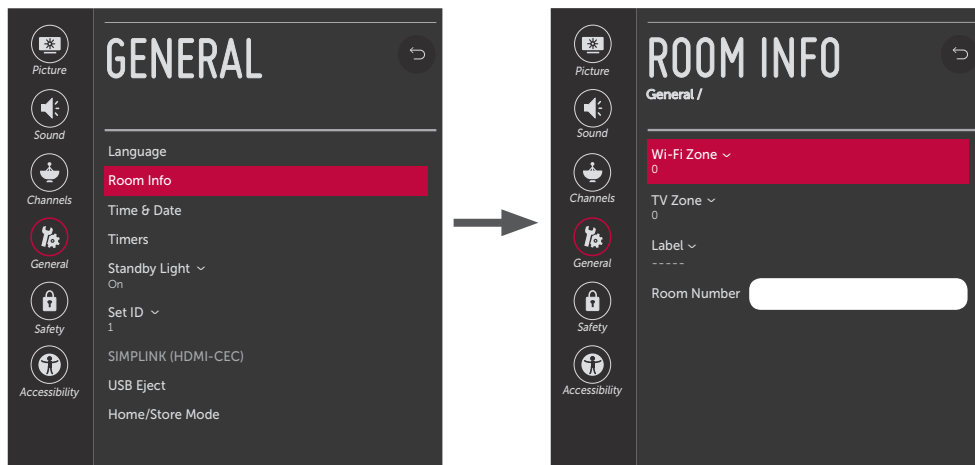 GENERAL
Picture
Sound
Channels
General
Safety
Accessibility
Language
Room Info
Time & Date
Timers
Standby Light
On
Set ID
1
SIMPLINK (HDMI-CEC)
USB Eject
Home/Store Mode
ROOM INFO
General /
Picture
Sound
Channels
General
Safety
Accessibility
Wi-Fi Zone
0
TV Zone
0
Label
-----
Room Number